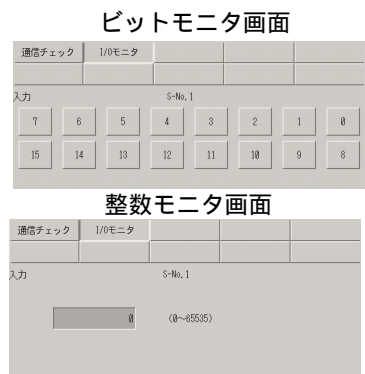 ビットモニタ画面
通信チェック I/Oモニタ
入力 S-No.1
7 6 5 4 3 2 1 0
15 14 13 12 11 10 9 8
整数モニタ画面
通信チェック I/Oモニタ
入力 S-No.1
0 (0～65535)